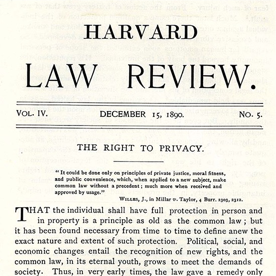 HARVARD
LAW REVIEW.
VOL. IV. DECEMBER 15, 1890. NO. 5.
THE RIGHT TO PRIVACY.
"It could be done only on principles of private justice, moral fitness,
and public convenience, which, when applied to a new subject, make
common law without a precedent; much more when received and
approved by usage."
WILLES, J., in Millar v. Taylor, 4 Burr. 2303, 2312.
THAT the individual shall have full protection in person and
in property is a principle as old as the common law; but
it has been found necessary from time to time to define anew the
exact nature and extent of such protection. Political, social, and
economic changes entail the recognition of new rights, and the
common law, in its eternal youth, grows to meet the demands of
society. Thus, in very early times, the law gave a remedy only